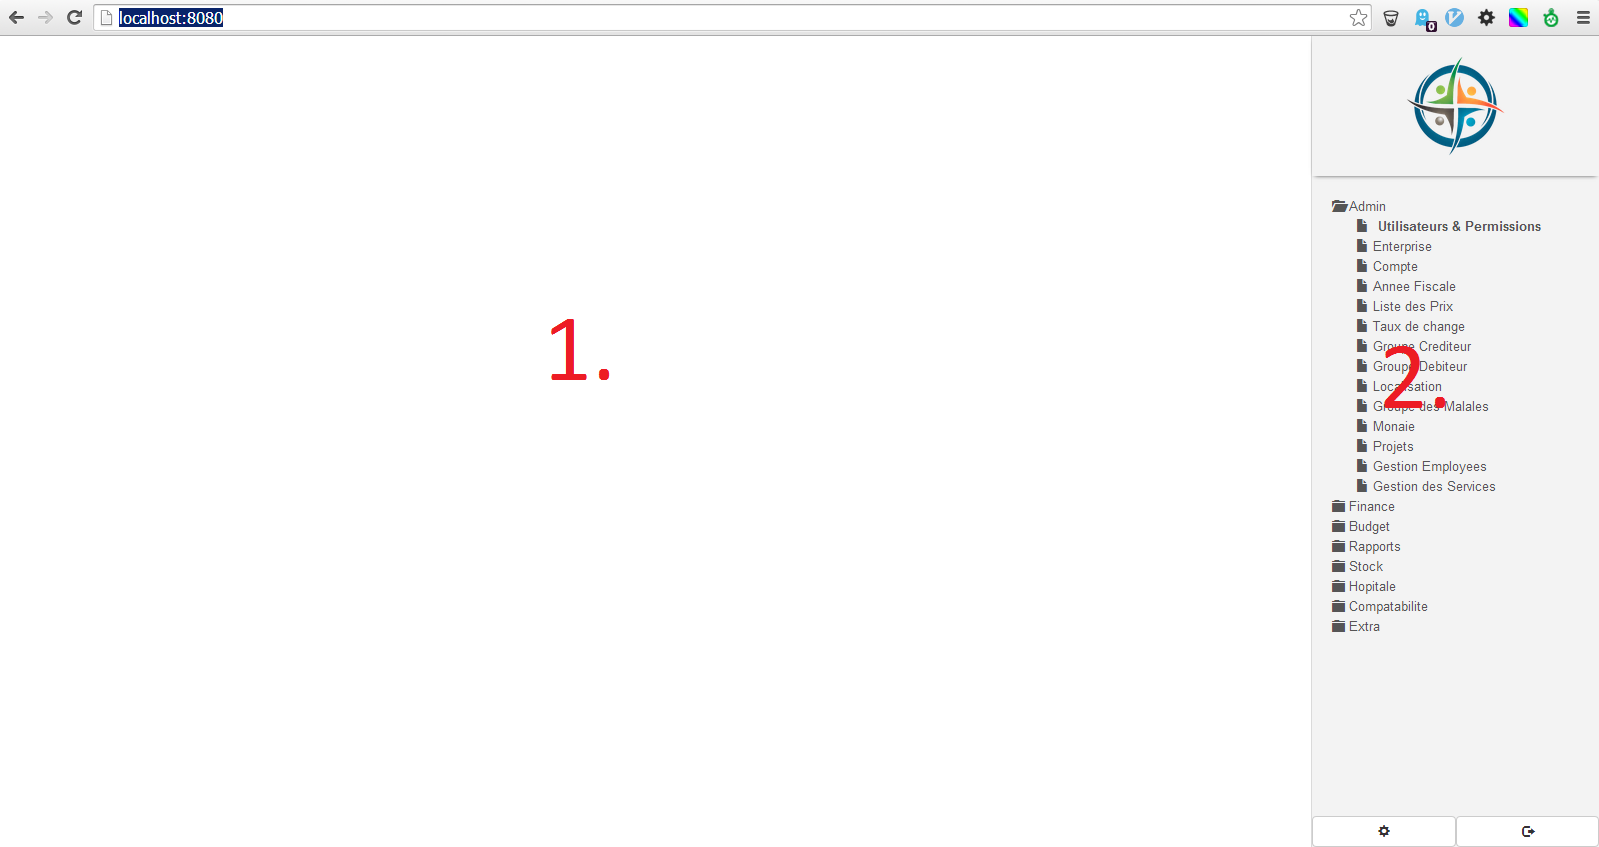 localhost:8080
0
1.
Admin
Utilisateurs & Permissions
Enterprise
Compte
Annee Fiscale
Liste des Prix
Taux de change
Groupe Crediteur
Groupe Debiteur
Localisation
Groupe des Malales
Monaie
Projets
Gestion Employees
Gestion des Services
2.
Finance
Budget
Rapports
Stock
Hopitale
Compatabilite
Extra